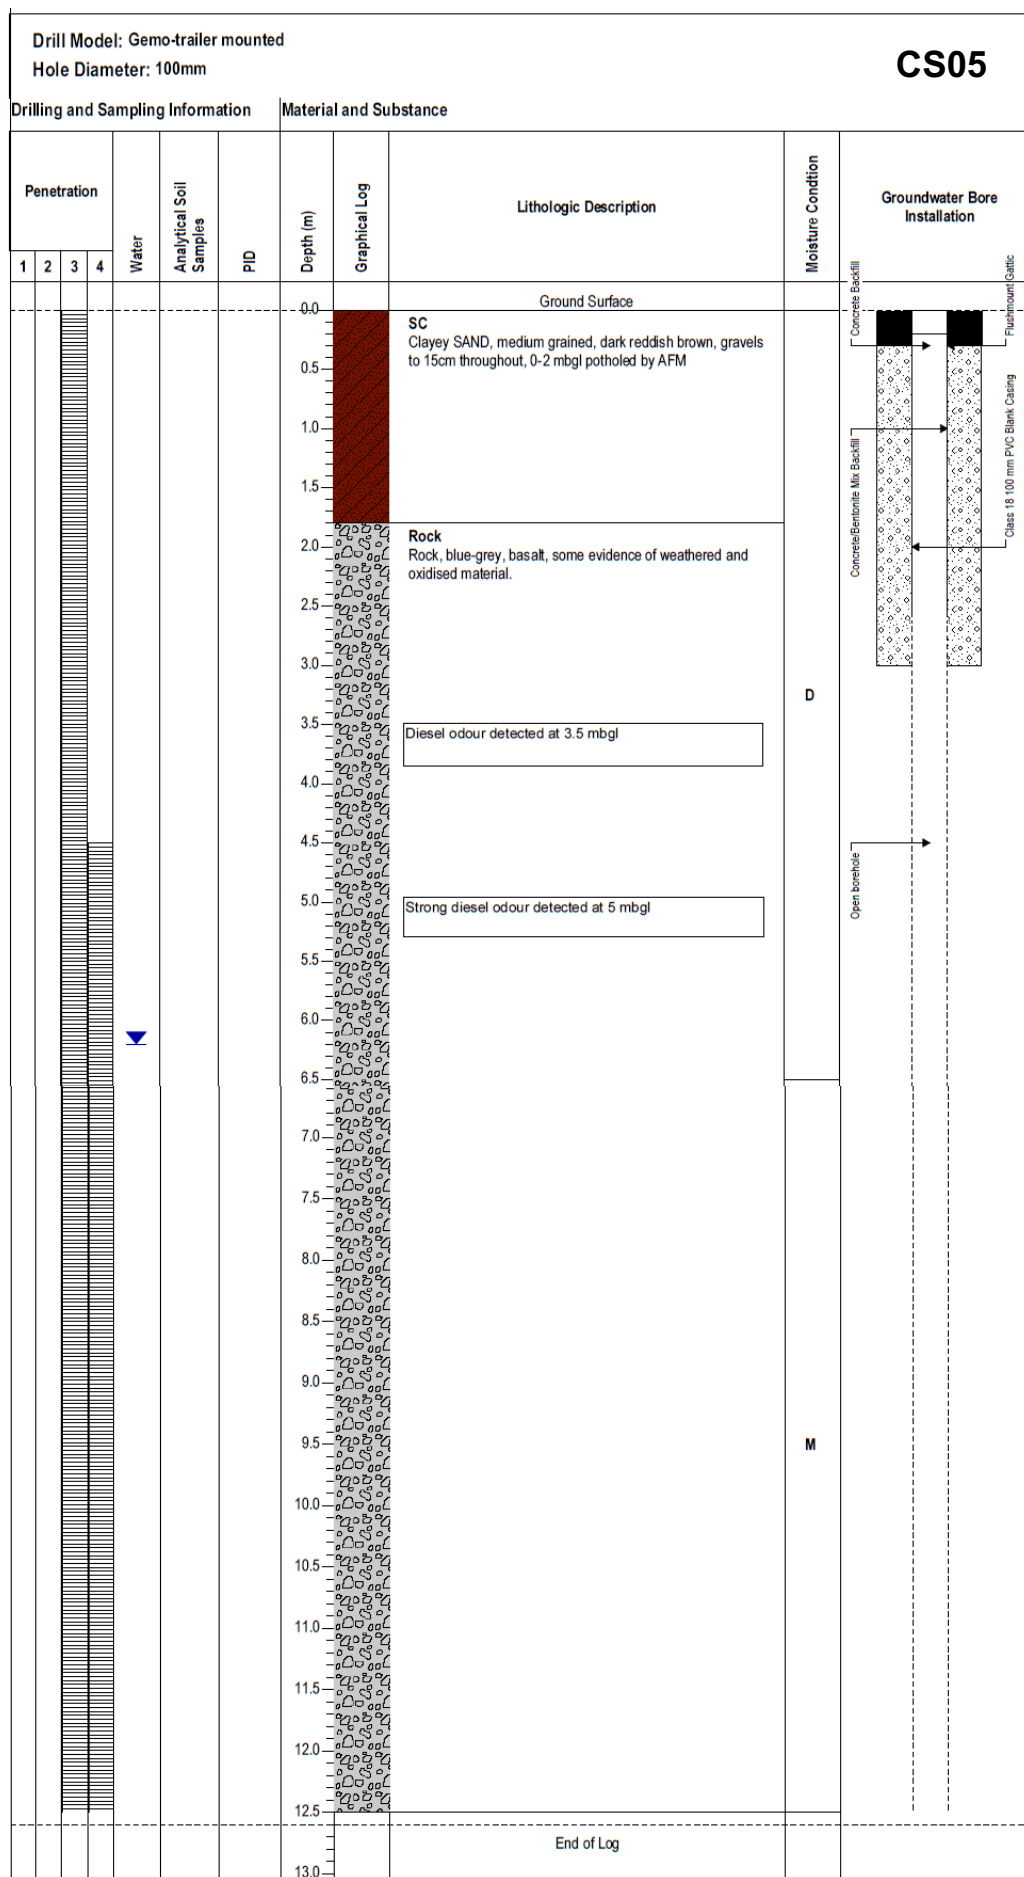 Drill Model: Gemo-trailer mounted
Hole Diameter: 100mm
CS05
Drilling and Sampling Information
Material and Substance
Penetration
1 2 3 4
Water
Analytical Soil
Samples
PID
Depth (m)
Graphical Log
Lithologic Description
Moisture Condtion
Groundwater Bore
Installation
Ground Surface
Concrete Backfill
Flushmount Gattic
0.0
SC
Clayey SAND, medium grained, dark reddish brown, gravels
to 15cm throughout, 0-2 mbgl potholed by AFM
0.5
1.0
Concrete/Bentonite Mix Backfill
Class 18 100 mm PVC Blank Casing
1.5
Rock
2.0
Rock, blue-grey, basalt, some evidence of weathered and
oxidised material.
2.5
3.0
D
3.5
Diesel odour detected at 3.5 mbgl
4.0
4.5
Open borehole
5.0
Strong diesel odour detected at 5 mbgl
5.5
6.0
6.5
7.0
7.5
8.0
8.5
9.0
9.5
M
10.0
10.5
11.0
11.5
12.0
12.5
End of Log
13.0